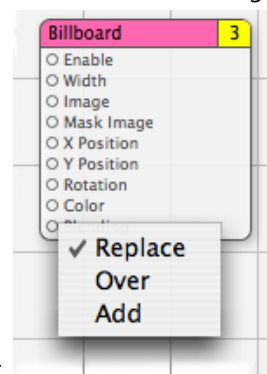 Billboard 3
Enable
Width
Image
Mask Image
X Position
Y Position
Rotation
Color
✓ Replace
Over
Add